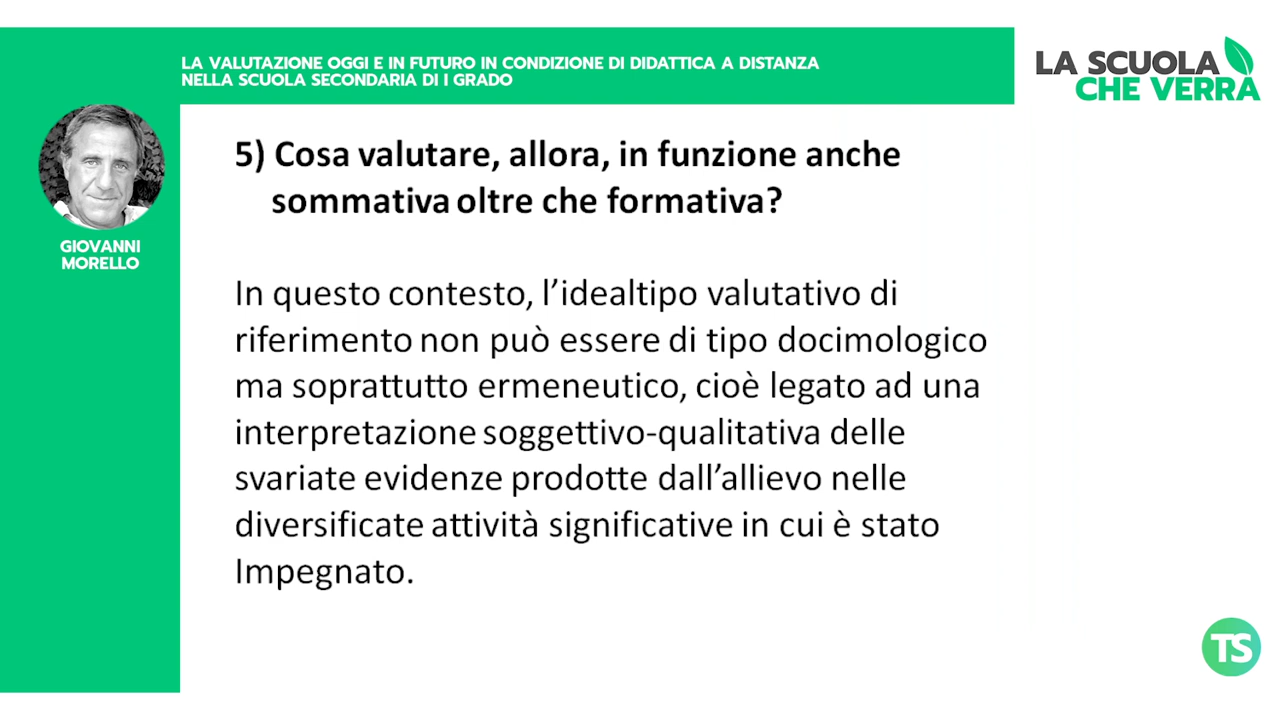 LA VALUTAZIONE OGGI E IN FUTURO IN CONDIZIONE DI DIDATTICA A DISTANZA
NELLA SCUOLA SECONDARIA DI I GRADO
LA SCUOLA
CHE VERRA
GIOVANNI
MORELLO
5) Cosa valutare, allora, in funzione anche
sommativa oltre che formativa?
In questo contesto, l’idealtipo valutativo di
riferimento non può essere di tipo docimologico
ma soprattutto ermeneutico, cioè legato ad una
interpretazione soggettivo-qualitativa delle
svariate evidenze prodotte dall’allievo nelle
diversificate attività significative in cui è stato
Impegnato.
TS